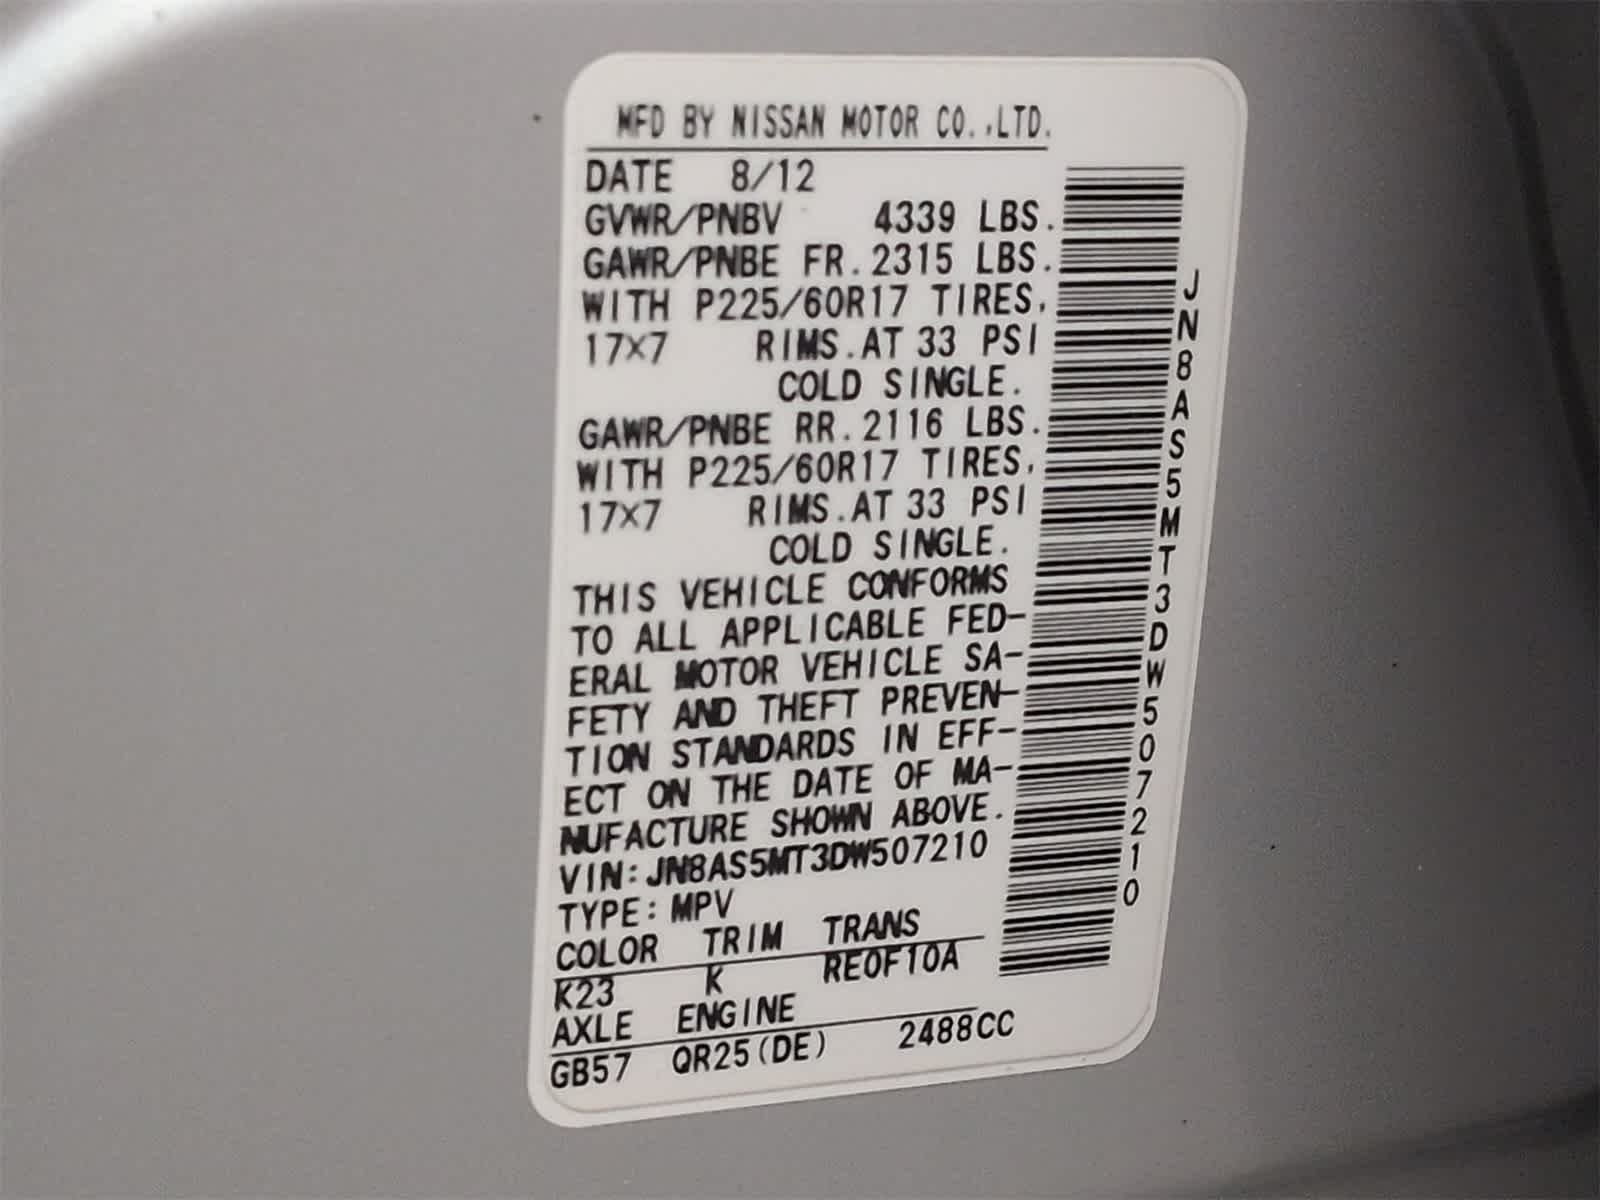 MFD BY NISSAN MOTOR CO.,LTD.
DATE 8/12
GVWR/PNBV 4339 LBS.
GAWR/PNBE FR. 2315 LBS.
WITH P225/60R17 TIRES,
17×7 RIMS.AT 33 PSI
COLD SINGLE.
GAWR/PNBE RR. 2116 LBS.
WITH P225/60R17 TIRES,
17×7 RIMS.AT 33 PSI
COLD SINGLE.
THIS VEHICLE CONFORMS
TO ALL APPLICABLE FED-
ERAL MOTOR VEHICLE SA-
FETY AND THEFT PREVEN-
TION STANDARDS IN EFF-
ECT ON THE DATE OF MA-
NUFACTURE SHOWN ABOVE.
VIN: JN8AS5MT3DW507210
TYPE: MPV
COLOR TRIM TRANS
K23 K RE0F10A
AXLE ENGINE
GB57 QR25(DE) 2488CC
JN8AS5MT3DW507210